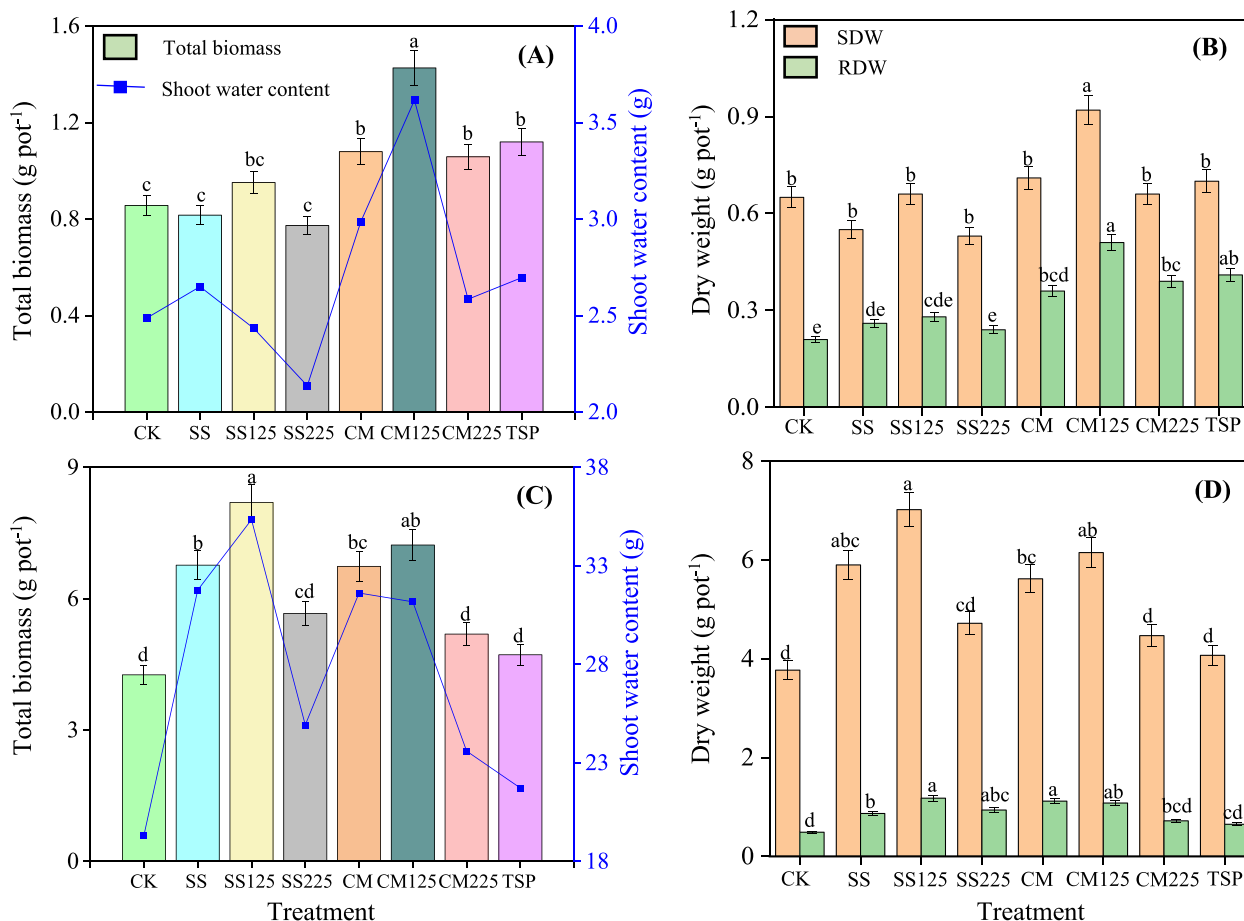 (A)
Total biomass
Shoot water content
Total biomass (g pot⁻¹)
1.6
1.2
0.8
0.4
0.0
c
c
bc
c
b
a
b
b
4.0
3.5
3.0
2.5
2.0
Shoot water content (g)
CK SS SS125 SS225 CM CM125 CM225 TSP
(B)
SDW
RDW
Dry weight (g pot⁻¹)
1.2
0.9
0.6
0.3
0.0
b e
b de
b cde
b e
b bcd
a a
b bc
b ab
CK SS SS125 SS225 CM CM125 CM225 TSP
(C)
Total biomass (g pot⁻¹)
9
6
3
0
d
b
a
cd
bc
ab
d
d
38
33
28
23
18
Shoot water content (g)
CK SS SS125 SS225 CM CM125 CM225 TSP
Treatment
(D)
Dry weight (g pot⁻¹)
8
6
4
2
0
d d
abc b
a a
cd abc
bc a
ab ab
d bcd
d cd
CK SS SS125 SS225 CM CM125 CM225 TSP
Treatment